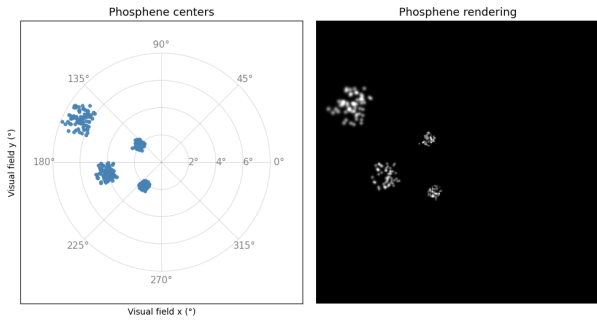 Phosphene centers
Phosphene rendering
90°
135°
45°
180°
2°
4°
6°
0°
225°
315°
270°
Visual field y (°)
Visual field x (°)